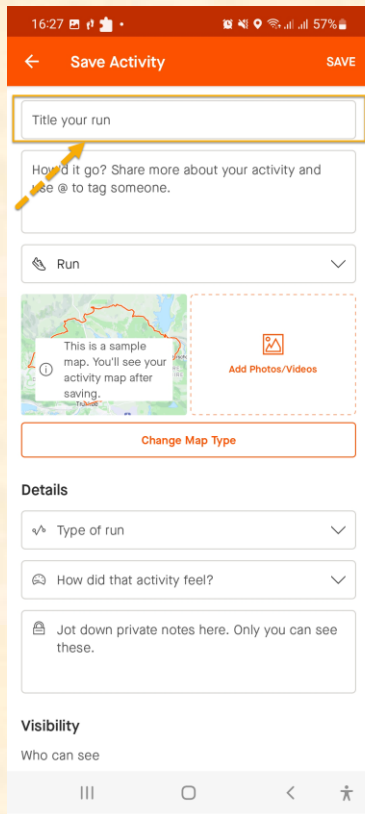 16:27
57%
Save Activity
SAVE
Title your run
How'd it go? Share more about your activity and
use @ to tag someone.
Run
This is a sample
map. You'll see your
activity map after
saving.
Add Photos/Videos
Change Map Type
Details
Type of run
How did that activity feel?
Jot down private notes here. Only you can see
these.
Visibility
Who can see